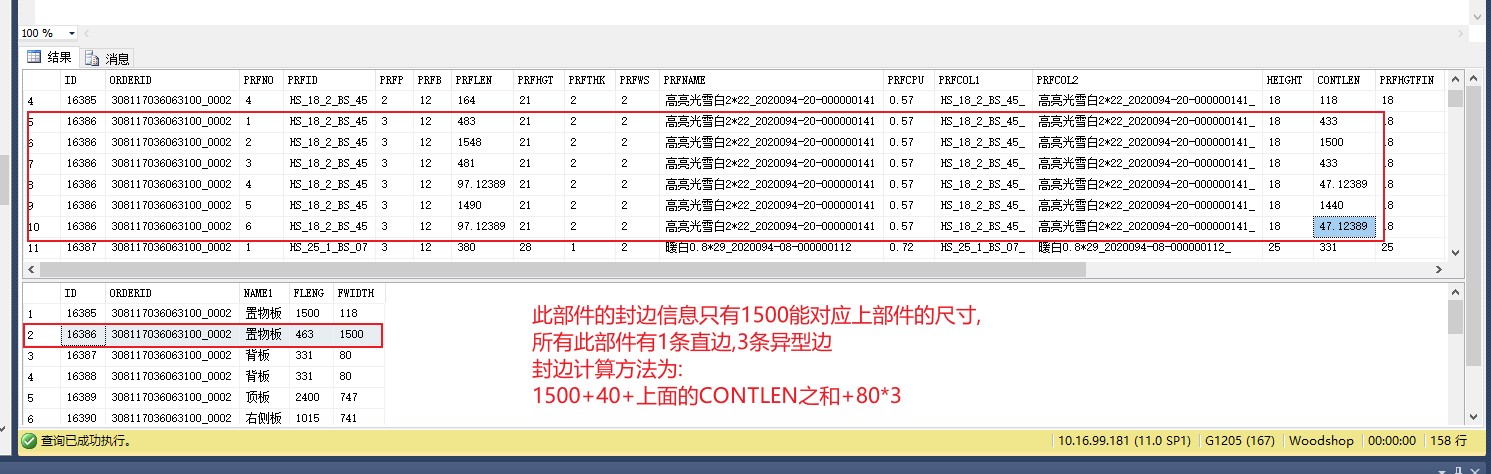 100 %
结果 消息
ID ORDERID PRFNO PRFID PRFP PRFB PRFLEN PRFHGT PRFTHK PRFWS PRFNAME PRFCPU PRFCOL1 PRFCOL2 HEIGHT CONTLEN PRFHGTFIN
4 16385 308117036063100_0002 4 HS_18_2_BS_45 2 12 164 21 2 2 高亮光雪白2*22_2020094-20-000000141 0.57 HS_18_2_BS_45_ 高亮光雪白2*22_2020094-20-000000141_ 18 118 18
5 16386 308117036063100_0002 1 HS_18_2_BS_45 3 12 483 21 2 2 高亮光雪白2*22_2020094-20-000000141 0.57 HS_18_2_BS_45_ 高亮光雪白2*22_2020094-20-000000141_ 18 433 18
6 16386 308117036063100_0002 2 HS_18_2_BS_45 3 12 1548 21 2 2 高亮光雪白2*22_2020094-20-000000141 0.57 HS_18_2_BS_45_ 高亮光雪白2*22_2020094-20-000000141_ 18 1500 18
7 16386 308117036063100_0002 3 HS_18_2_BS_45 3 12 481 21 2 2 高亮光雪白2*22_2020094-20-000000141 0.57 HS_18_2_BS_45_ 高亮光雪白2*22_2020094-20-000000141_ 18 433 18
8 16386 308117036063100_0002 4 HS_18_2_BS_45 3 12 97.12389 21 2 2 高亮光雪白2*22_2020094-20-000000141 0.57 HS_18_2_BS_45_ 高亮光雪白2*22_2020094-20-000000141_ 18 47.12389 18
9 16386 308117036063100_0002 5 HS_18_2_BS_45 3 12 1490 21 2 2 高亮光雪白2*22_2020094-20-000000141 0.57 HS_18_2_BS_45_ 高亮光雪白2*22_2020094-20-000000141_ 18 1440 18
10 16386 308117036063100_0002 6 HS_18_2_BS_45 3 12 97.12389 21 2 2 高亮光雪白2*22_2020094-20-000000141 0.57 HS_18_2_BS_45_ 高亮光雪白2*22_2020094-20-000000141_ 18 47.12389 18
11 16387 308117036063100_0002 1 HS_25_1_BS_07 3 12 380 28 1 2 暖白0.8*29_2020094-08-000000112 0.72 HS_25_1_BS_07_ 暖白0.8*29_2020094-08-000000112_ 25 331 25
ID ORDERID NAME1 FLENG FWIDTH
1 16385 308117036063100_0002 置物板 1500 118
2 16386 308117036063100_0002 置物板 463 1500
3 16387 308117036063100_0002 背板 331 80
4 16388 308117036063100_0002 背板 331 80
5 16389 308117036063100_0002 顶板 2400 747
6 16390 308117036063100_0002 右侧板 1015 741
此部件的封边信息只有1500能对应上部件的尺寸,
所有此部件有1条直边,3条异型边
封边计算方法为:
1500+40+上面的CONTLEN之和+80*3
查询已成功执行。 10.16.99.181 (11.0 SP1) G1205 (167) Woodshop 00:00:00 158 行